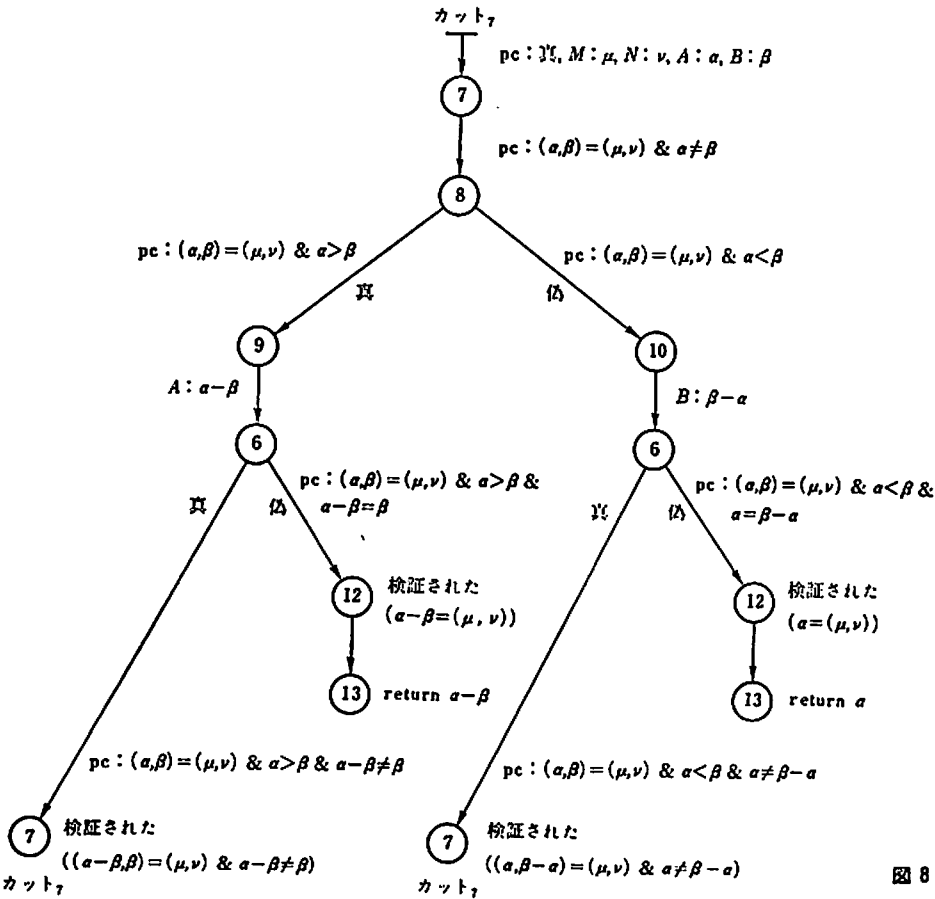 カット₇
pc：真, M：μ, N：ν, A：α, B：β
7
pc：(α,β)=(μ,ν) & α≠β
8
pc：(α,β)=(μ,ν) & α>β
pc：(α,β)=(μ,ν) & α<β
真
偽
9
10
A：α−β
B：β−α
6
6
pc：(α,β)=(μ,ν) & α>β &
α−β=β
pc：(α,β)=(μ,ν) & α<β &
α=β−α
真
偽
真
偽
12
検証された
(α−β=(μ, ν))
12
検証された
(α=(μ,ν))
13
return α−β
13
return α
pc：(α,β)=(μ,ν) & α>β & α−β≠β
pc：(α,β)=(μ,ν) & α<β & α≠β−α
7
検証された
((α−β,β)=(μ,ν) & α−β≠β)
カット₇
7
検証された
((α,β−α)=(μ,ν) & α≠β−α)
カット₇
図 8